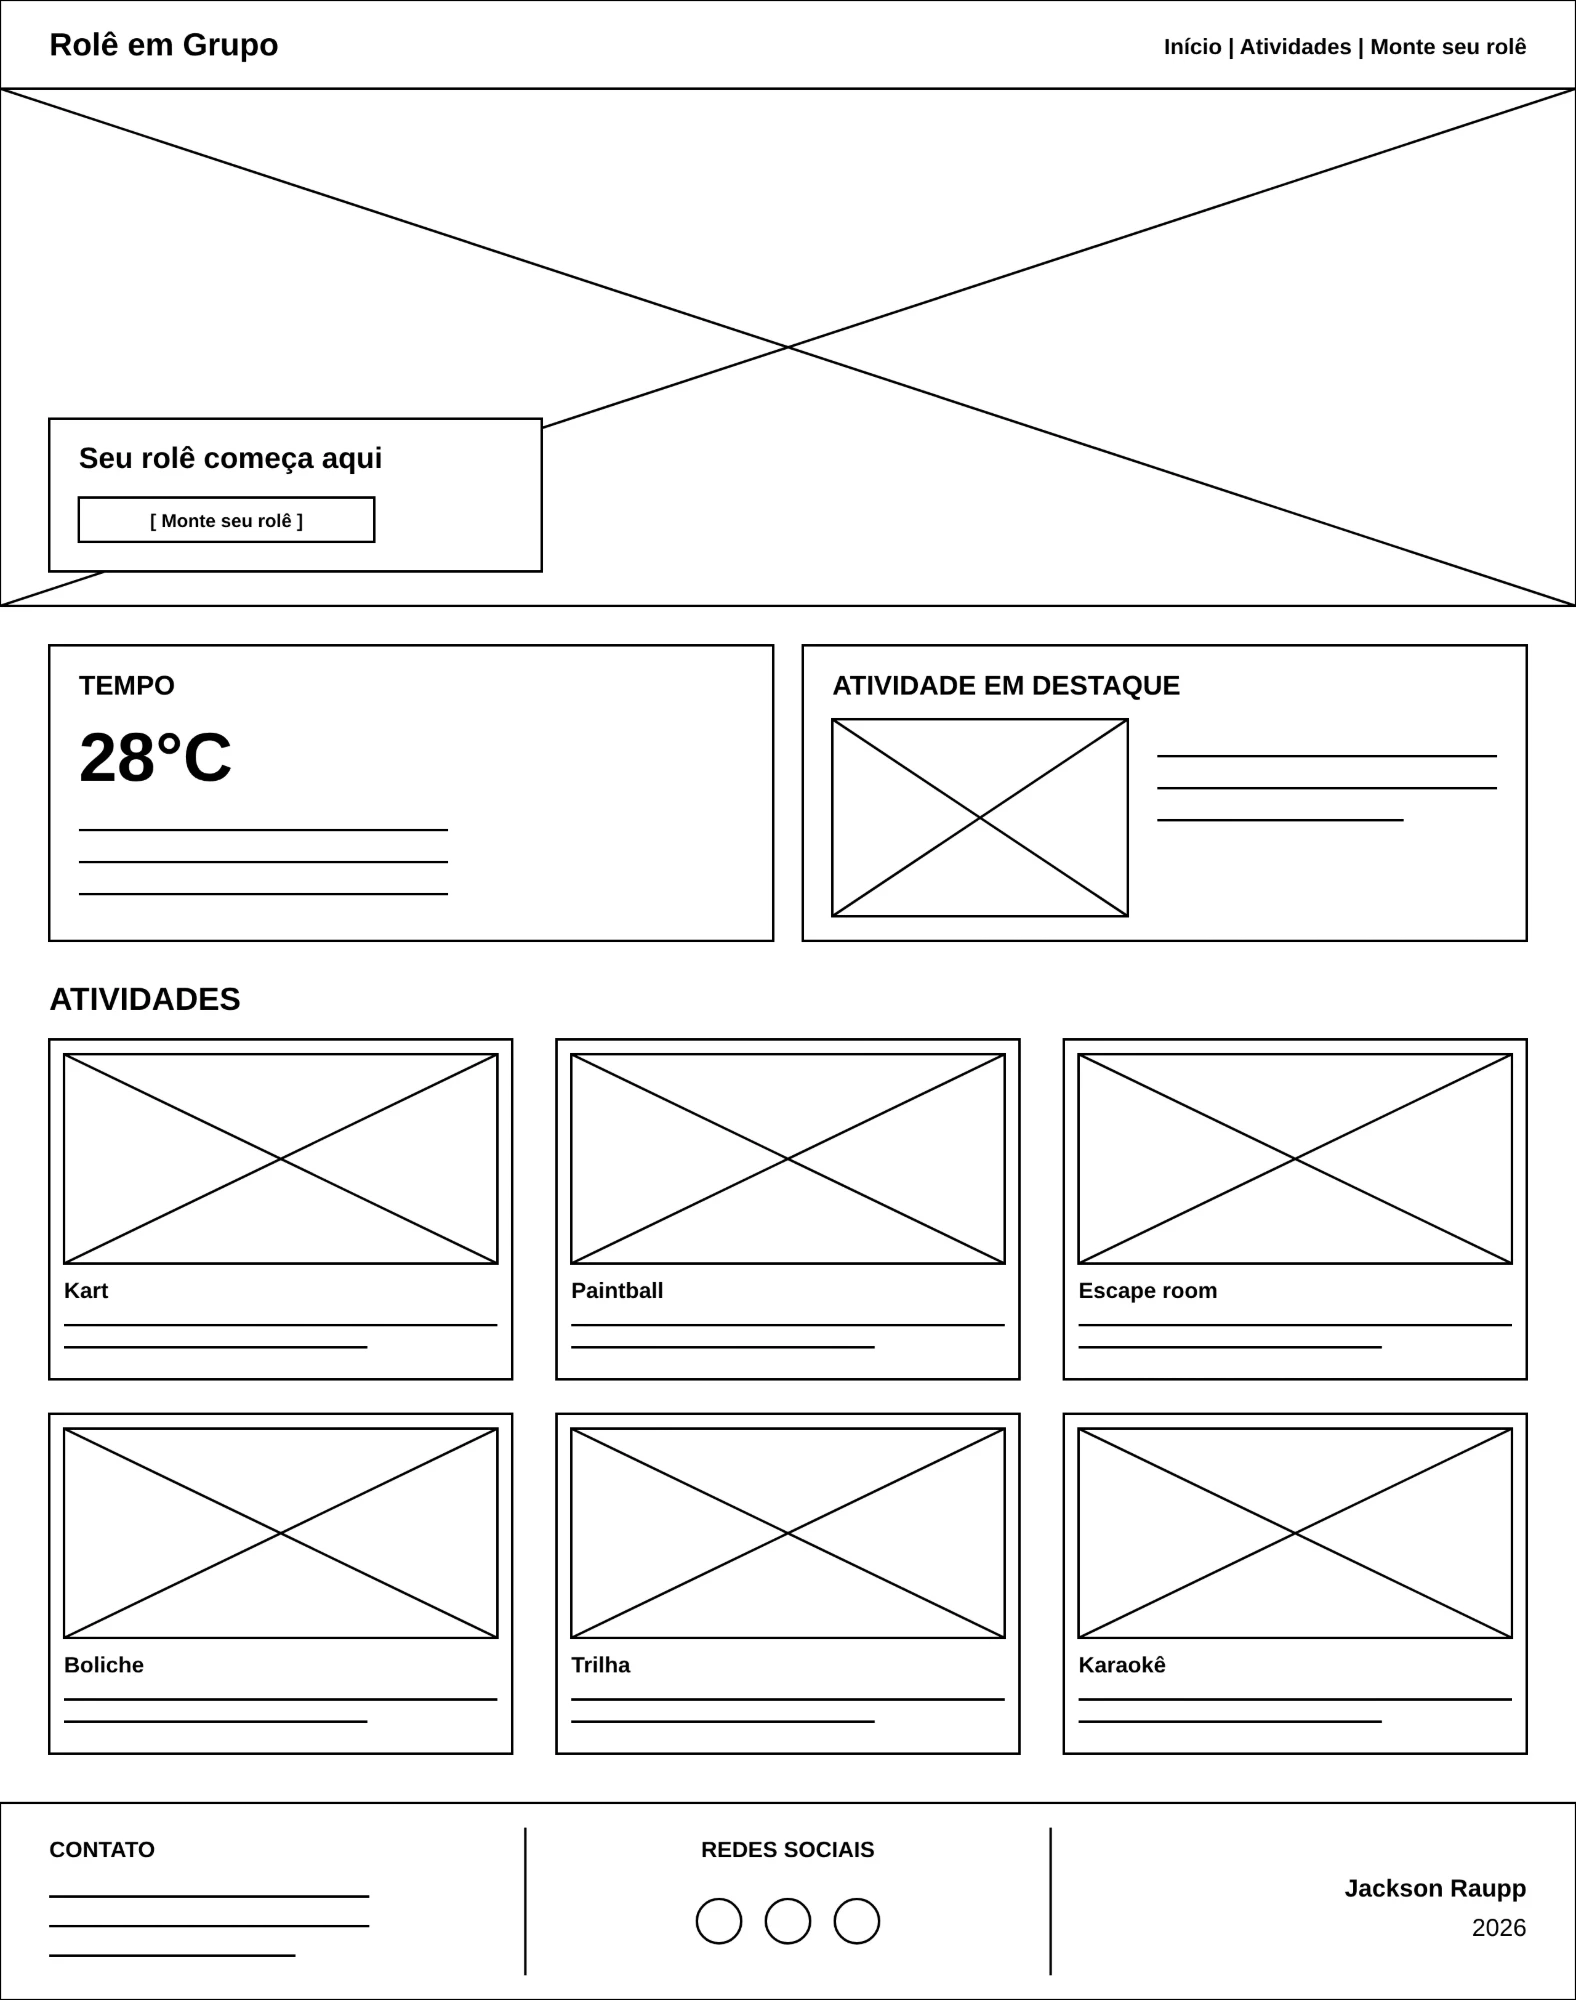 Rolê em Grupo
Início | Atividades | Monte seu rolê
Seu rolê começa aqui
[ Monte seu rolê ]
TEMPO
28°C
ATIVIDADE EM DESTAQUE
ATIVIDADES
Kart
Paintball
Escape room
Boliche
Trilha
Karaokê
CONTATO
REDES SOCIAIS
Jackson Raupp
2026